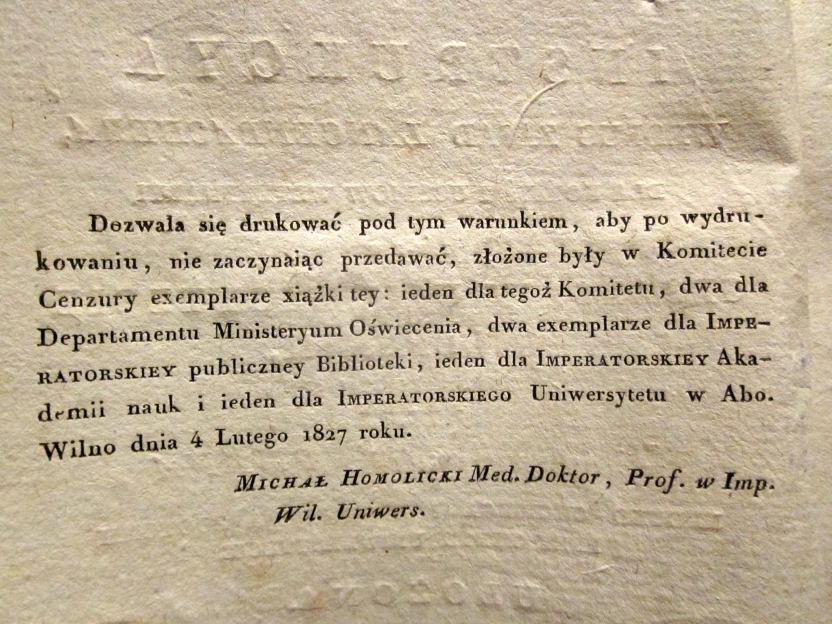 Dozwala się drukować pod tym warunkiem, aby po wydru-
kowaniu, nie zaczynaiąc przedawać, złożone były w Komitecie
Cenzury exemplarze xiążki tey: ieden dla tegoż Komitetu, dwa dla
Departamentu Ministeryum Oświecenia, dwa exemplarze dla IMPE-
RATORSKIEY publiczney Biblioteki, ieden dla IMPERATORSKIEY Aka-
demii nauk i ieden dla IMPERATORSKIEGO Uniwersytetu w Abo.
Wilno dnia 4 Lutego 1827 roku.
MICHAŁ HOMOLICKI Med. Doktor, Prof. w Imp.
Wil. Uniwers.